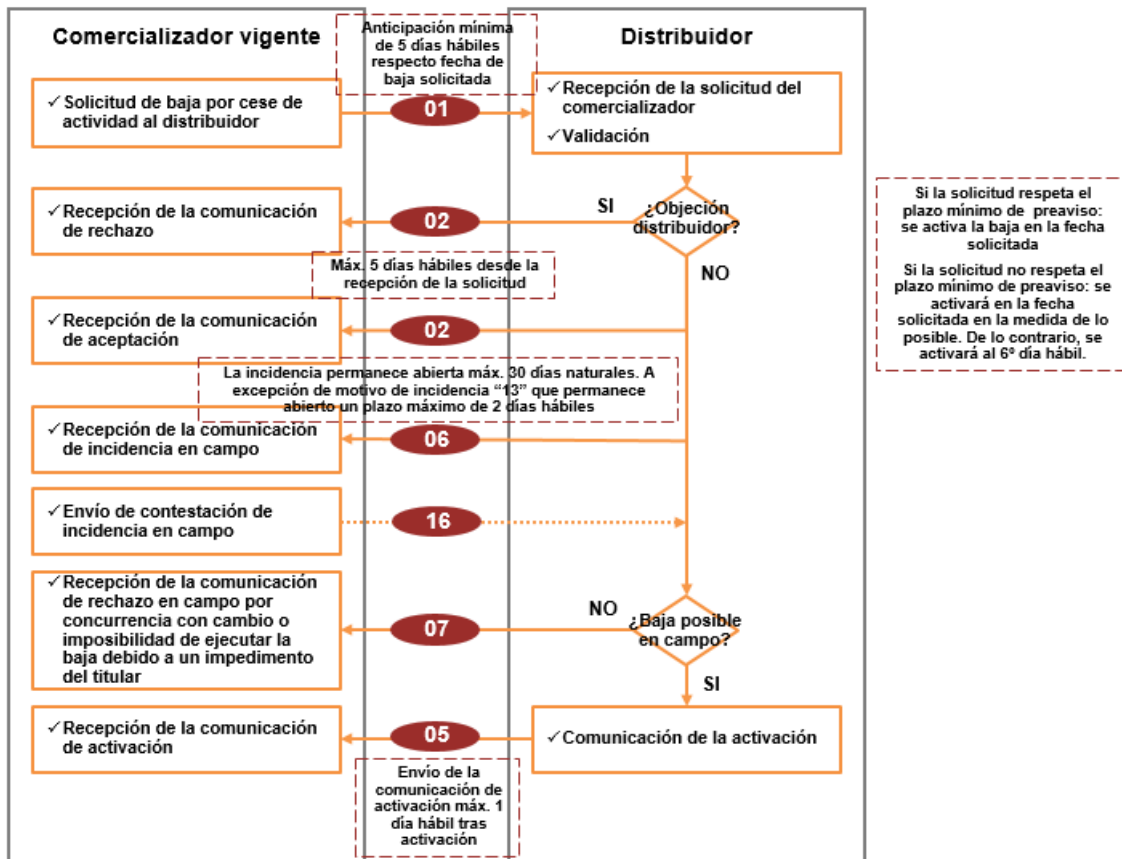 Comercializador vigente
Anticipación mínima
de 5 días hábiles
respecto fecha de
baja solicitada
Distribuidor
✓Solicitud de baja por cese de
actividad al distribuidor
01
✓Recepción de la solicitud del
comercializador
✓Validación
✓Recepción de la comunicación
de rechazo
02
SI
¿Objeción
distribuidor?
NO
Máx. 5 días hábiles desde la
recepción de la solicitud
Si la solicitud respeta el
plazo mínimo de preaviso:
se activa la baja en la fecha
solicitada
Si la solicitud no respeta el
plazo mínimo de preaviso: se
activará en la fecha
solicitada en la medida de lo
posible. De lo contrario, se
activará al 6º día hábil.
✓Recepción de la comunicación
de aceptación
02
La incidencia permanece abierta máx. 30 días naturales. A
excepción de motivo de incidencia “13” que permanece
abierto un plazo máximo de 2 días hábiles
✓Recepción de la comunicación
de incidencia en campo
06
✓Envío de contestación de
incidencia en campo
16
✓Recepción de la comunicación
de rechazo en campo por
concurrencia con cambio o
imposibilidad de ejecutar la
baja debido a un impedimento
del titular
07
NO
¿Baja posible
en campo?
SI
✓Recepción de la comunicación
de activación
05
✓Comunicación de la activación
Envío de la
comunicación de
activación máx. 1
día hábil tras
activación